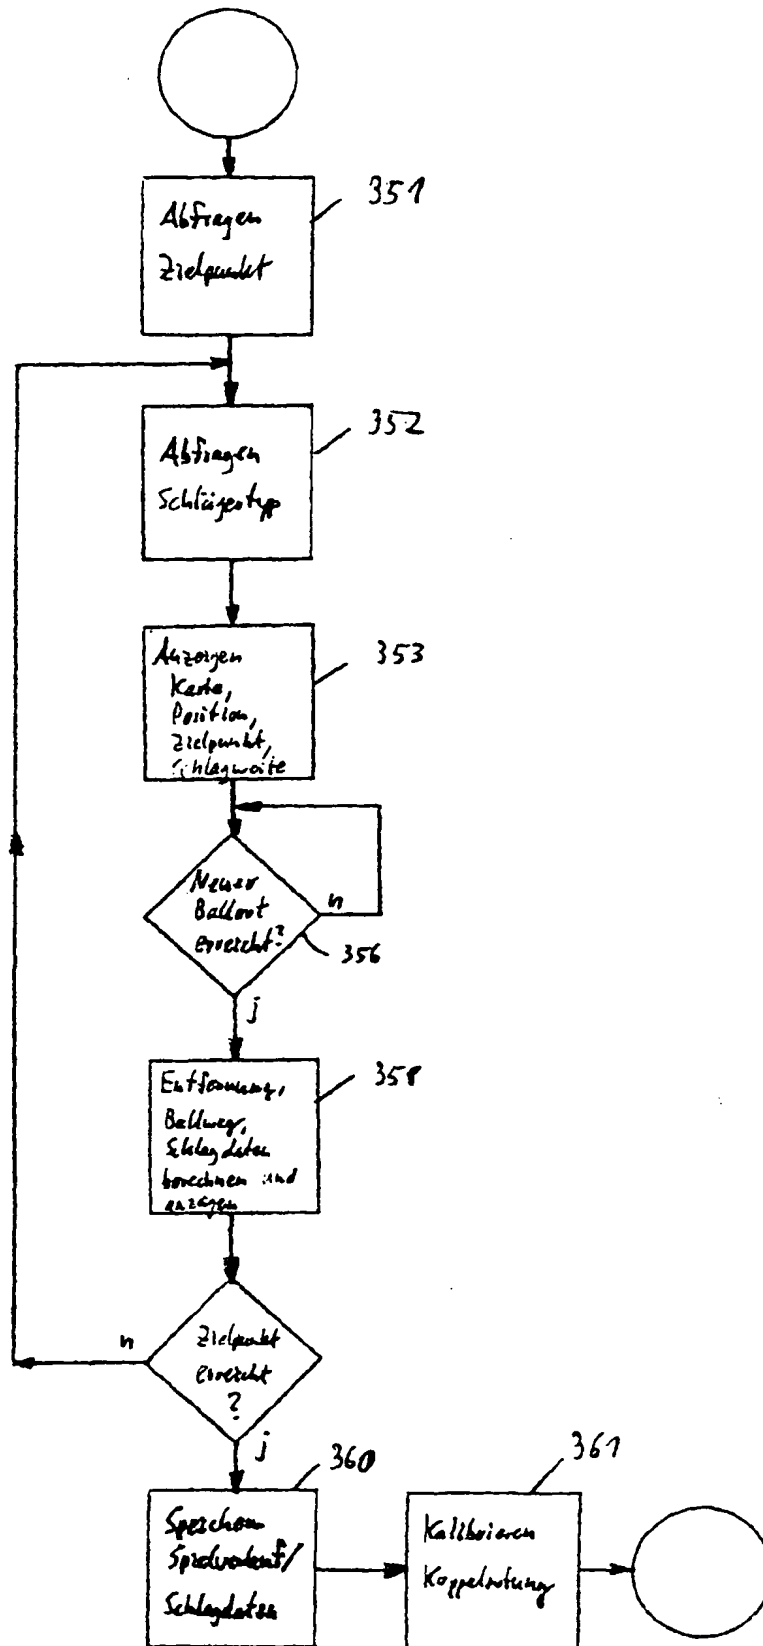 351
Abfragen
Zielpunkt
352
Abfragen
Schlägertyp
353
Anzeigen
Karte,
Position,
Zielpunkt,
Schlagweite
Neuer
Ballort
erreicht?
n
356
j
358
Entfernung,
Ballweg,
Schlagdaten
berechnen und
anzeigen
n
Zielpunkt
erreicht
?
j
360
Speichern
Spielverlauf/
Schlagdaten
361
Kalibrieren
Koppelortung